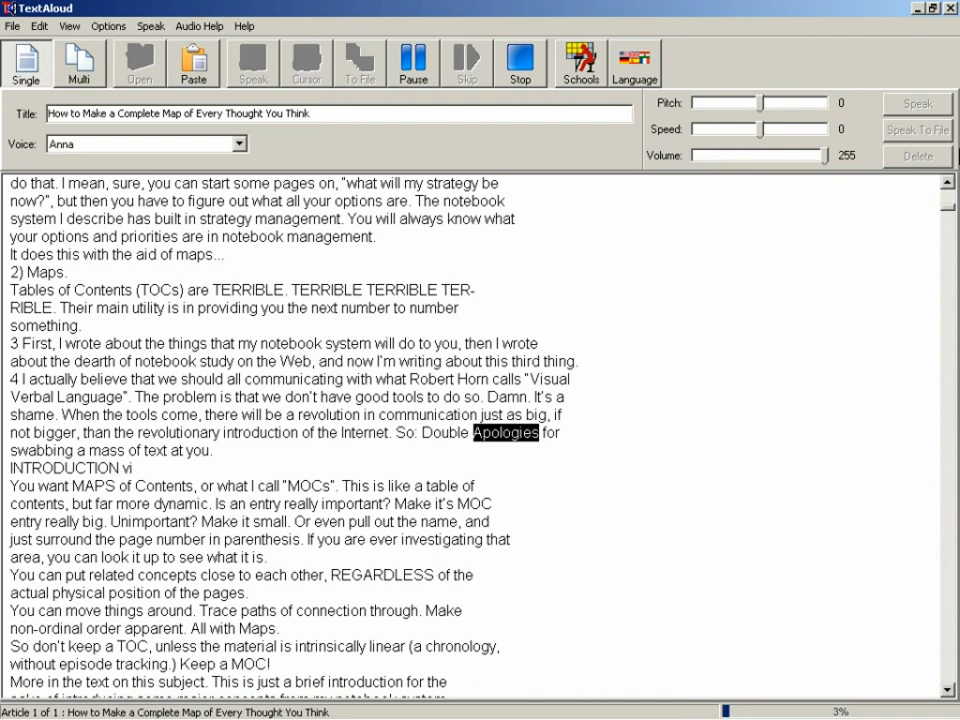 TextAloud
File Edit View Options Speak Audio Help Help
Single Multi Open Paste Speak Cursor To File Pause Skip Stop Schools Language
Title: How to Make a Complete Map of Every Thought You Think
Voice: Anna
Pitch: 0 Speak
Speed: 0 Speak To File
Volume: 255 Delete
do that. I mean, sure, you can start some pages on, "what will my strategy be
now?", but then you have to figure out what all your options are. The notebook
system I describe has built in strategy management. You will always know what
your options and priorities are in notebook management.
It does this with the aid of maps...
2) Maps.
Tables of Contents (TOCs) are TERRIBLE. TERRIBLE TERRIBLE TER-
RIBLE. Their main utility is in providing you the next number to number
something.
3 First, I wrote about the things that my notebook system will do to you, then I wrote
about the dearth of notebook study on the Web, and now I'm writing about this third thing.
4 I actually believe that we should all communicating with what Robert Horn calls "Visual
Verbal Language". The problem is that we don't have good tools to do so. Damn. It's a
shame. When the tools come, there will be a revolution in communication just as big, if
not bigger, than the revolutionary introduction of the Internet. So: Double Apologies for
swabbing a mass of text at you.
INTRODUCTION vi
You want MAPS of Contents, or what I call "MOCs". This is like a table of
contents, but far more dynamic. Is an entry really important? Make it's MOC
entry really big. Unimportant? Make it small. Or even pull out the name, and
just surround the page number in parenthesis. If you are ever investigating that
area, you can look it up to see what it is.
You can put related concepts close to each other, REGARDLESS of the
actual physical position of the pages.
You can move things around. Trace paths of connection through. Make
non-ordinal order apparent. All with Maps.
So don't keep a TOC, unless the material is intrinsically linear (a chronology,
without episode tracking.) Keep a MOC!
More in the text on this subject. This is just a brief introduction for the
sake of introducing some major concepts from my notebook system
Article 1 of 1 : How to Make a Complete Map of Every Thought You Think 3%